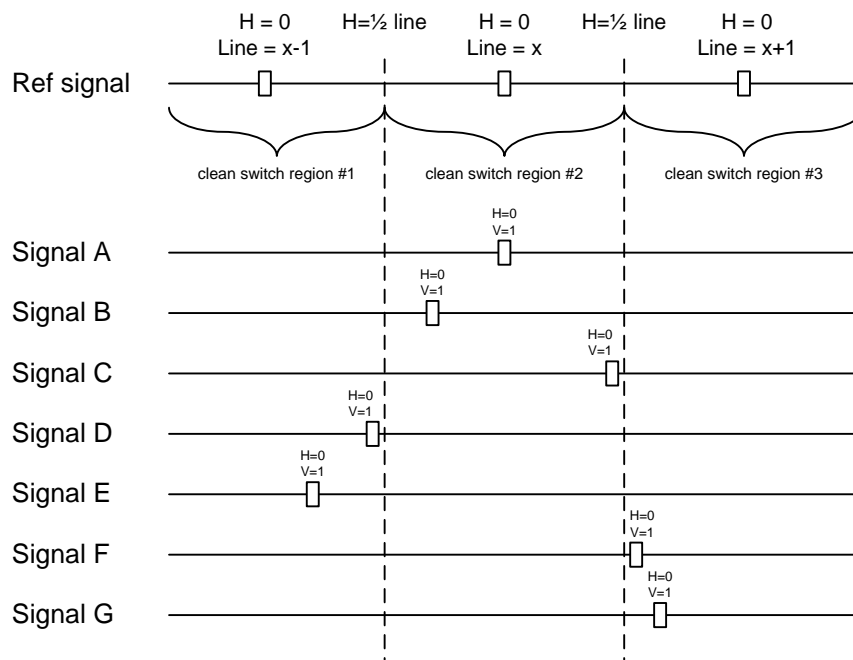 H = 0
Line = x-1
H=½ line
H = 0
Line = x
H=½ line
H = 0
Line = x+1
Ref signal
clean switch region #1
clean switch region #2
clean switch region #3
H=0
V=1
Signal A
H=0
V=1
Signal B
H=0
V=1
Signal C
H=0
V=1
Signal D
H=0
V=1
Signal E
H=0
V=1
Signal F
H=0
V=1
Signal G